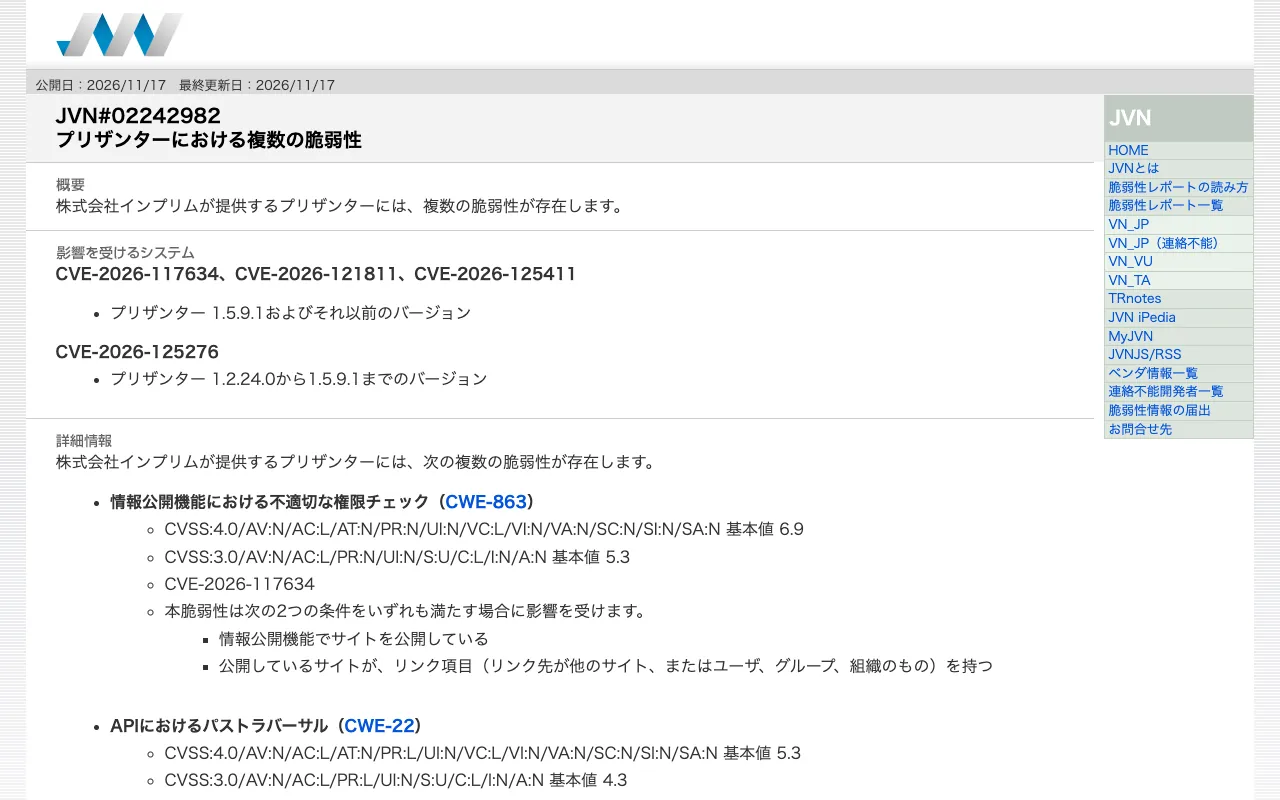 JVN
公開日：2026/11/17　最終更新日：2026/11/17
JVN#02242982
プリザンターにおける複数の脆弱性
概要
株式会社インプリムが提供するプリザンターには、複数の脆弱性が存在します。
影響を受けるシステム
CVE-2026-117634、CVE-2026-121811、CVE-2026-125411
プリザンター 1.5.9.1およびそれ以前のバージョン
CVE-2026-125276
プリザンター 1.2.24.0から1.5.9.1までのバージョン
詳細情報
株式会社インプリムが提供するプリザンターには、次の複数の脆弱性が存在します。
情報公開機能における不適切な権限チェック（CWE-863）
CVSS:4.0/AV:N/AC:L/AT:N/PR:N/UI:N/VC:L/VI:N/VA:N/SC:N/SI:N/SA:N 基本値 6.9
CVSS:3.0/AV:N/AC:L/PR:N/UI:N/S:U/C:L/I:N/A:N 基本値 5.3
CVE-2026-117634
本脆弱性は次の2つの条件をいずれも満たす場合に影響を受けます。
情報公開機能でサイトを公開している
公開しているサイトが、リンク項目（リンク先が他のサイト、またはユーザ、グループ、組織のもの）を持つ
APIにおけるパストラバーサル（CWE-22）
CVSS:4.0/AV:N/AC:L/AT:N/PR:L/UI:N/VC:L/VI:N/VA:N/SC:N/SI:N/SA:N 基本値 5.3
CVSS:3.0/AV:N/AC:L/PR:L/UI:N/S:U/C:L/I:N/A:N 基本値 4.3
JVN
HOME
JVNとは
脆弱性レポートの読み方
脆弱性レポート一覧
VN_JP
VN_JP（連絡不能）
VN_VU
VN_TA
TRnotes
JVN iPedia
MyJVN
JVNJS/RSS
ベンダ情報一覧
連絡不能開発者一覧
脆弱性情報の届出
お問合せ先